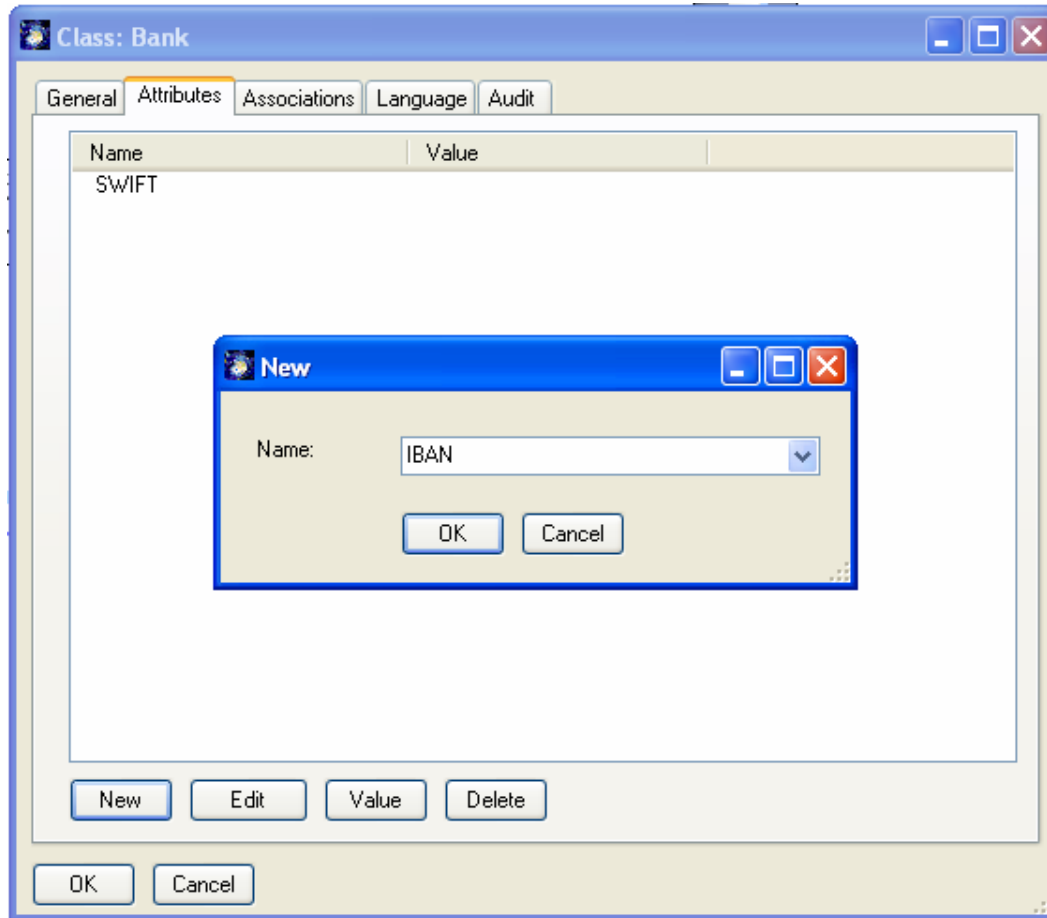 Class: Bank
General Attributes Associations Language Audit
Name Value
SWIFT
New
Name: IBAN
OK Cancel
New Edit Value Delete
OK Cancel